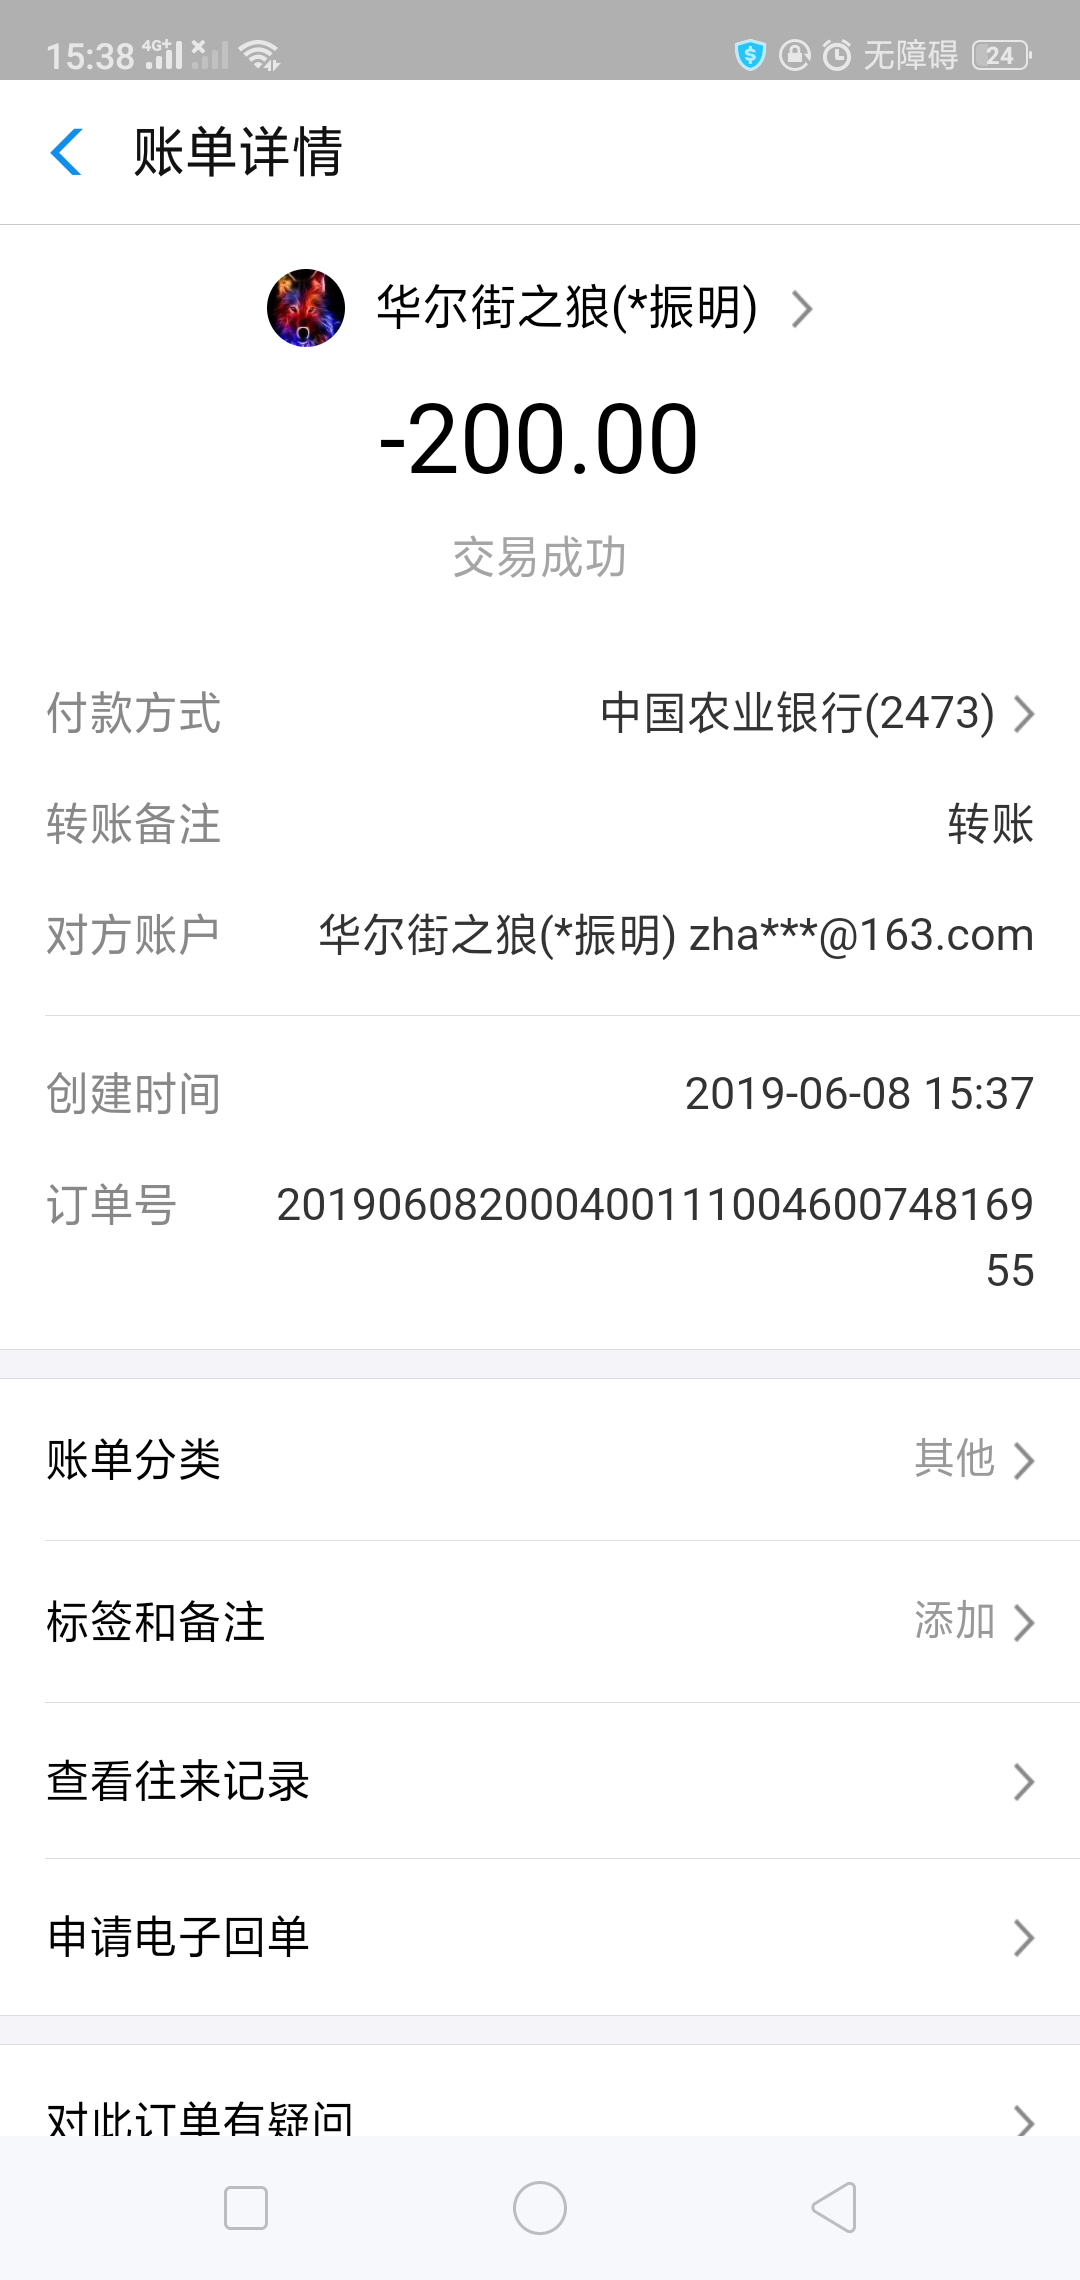 15:38 4G+ 无障碍 24
账单详情
华尔街之狼(*振明)
-200.00
交易成功
付款方式 中国农业银行(2473)
转账备注 转账
对方账户 华尔街之狼(*振明) zha***@163.com
创建时间 2019-06-08 15:37
订单号 201906082000400111004600748169
55
账单分类 其他
标签和备注 添加
查看往来记录
申请电子回单
对此订单有疑问